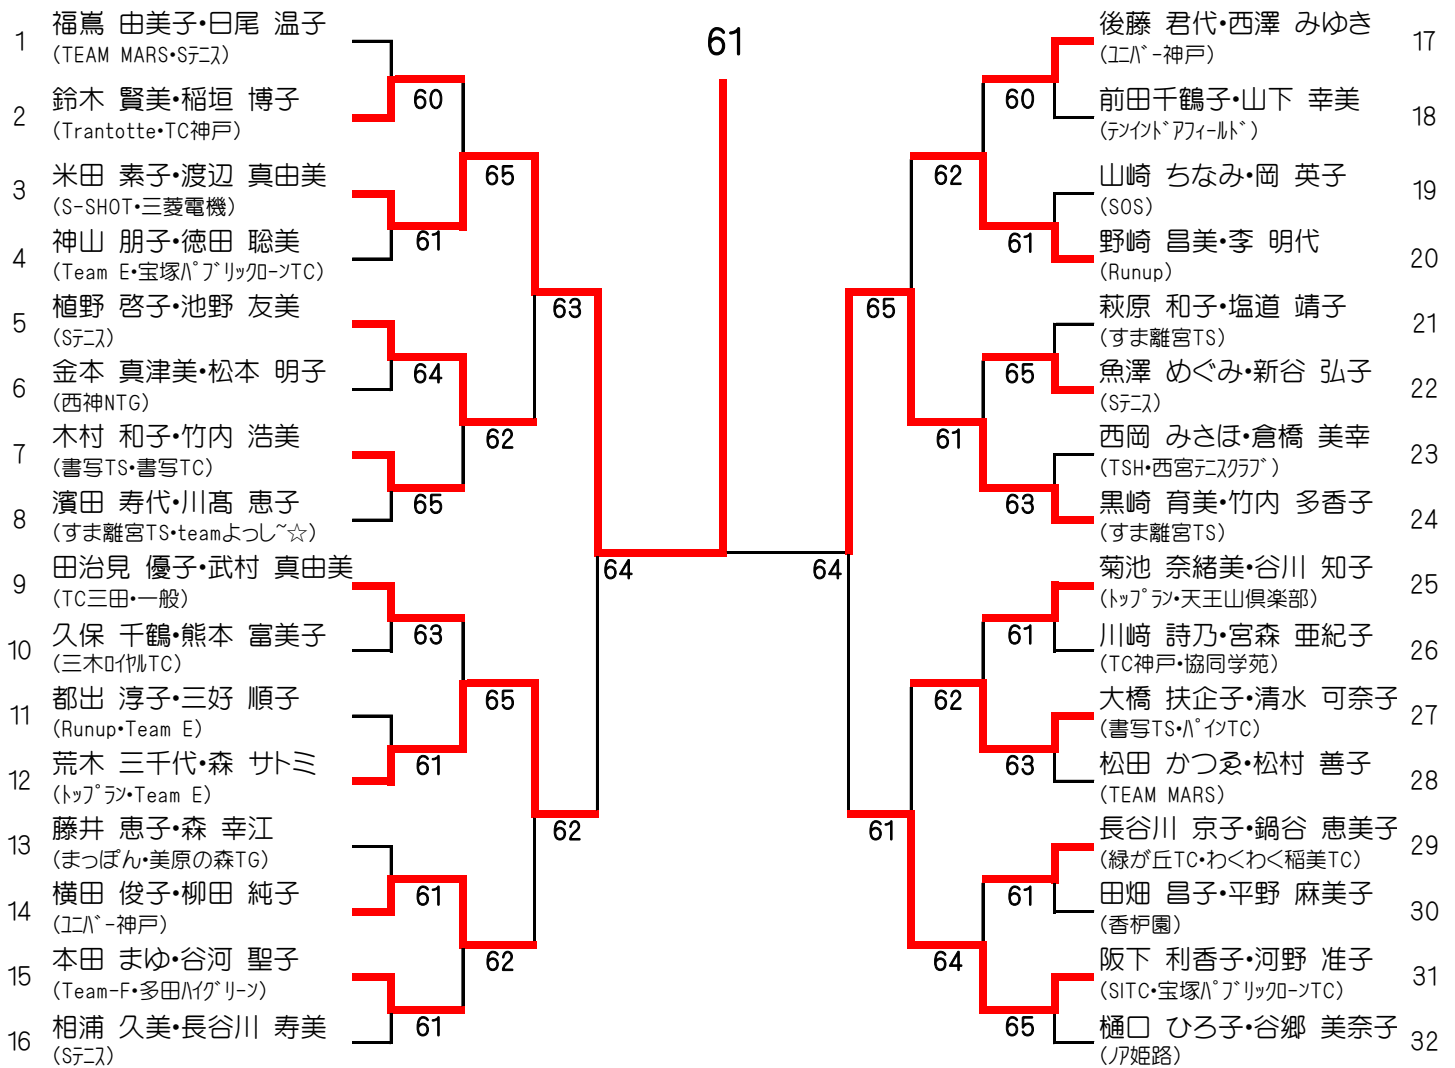 61
1
福嶌 由美子・日尾 温子
(TEAM MARS・Sテニス)
2
鈴木 賢美・稲垣 博子
(Trantotte・TC神戸)
60
3
米田 素子・渡辺 真由美
(S-SHOT・三菱電機)
65
4
神山 朋子・徳田 聡美
(Team E・宝塚パブリックローンTC)
61
5
植野 啓子・池野 友美
(Sテニス)
63
6
金本 真津美・松本 明子
(西神NTG)
64
7
木村 和子・竹内 浩美
(書写TS・書写TC)
62
8
濱田 寿代・川髙 恵子
(すま離宮TS・teamよっし~☆)
65
9
田治見 優子・武村 真由美
(TC三田・一般)
64
10
久保 千鶴・熊本 富美子
(三木ロイヤルTC)
63
11
都出 淳子・三好 順子
(Runup・Team E)
65
12
荒木 三千代・森 サトミ
(トップラン・Team E)
61
13
藤井 恵子・森 幸江
(まっぽん・美原の森TG)
62
14
横田 俊子・柳田 純子
(ユニバー神戸)
61
15
本田 まゆ・谷河 聖子
(Team-F・多田ハイグリーン)
62
16
相浦 久美・長谷川 寿美
(Sテニス)
61
後藤 君代・西澤 みゆき
17
(ユニバー神戸)
60
前田千鶴子・山下 幸美
18
(テンインドアフィールド)
62
山崎 ちなみ・岡 英子
19
(SOS)
61
野崎 昌美・李 明代
20
(Runup)
65
萩原 和子・塩道 靖子
21
(すま離宮TS)
65
魚澤 めぐみ・新谷 弘子
22
(Sテニス)
61
西岡 みさほ・倉橋 美幸
23
(TSH・西宮テニスクラブ)
63
黒崎 育美・竹内 多香子
24
(すま離宮TS)
64
菊池 奈緒美・谷川 知子
25
(トップラン・天王山倶楽部)
61
川﨑 詩乃・宮森 亜紀子
26
(TC神戸・協同学苑)
62
大橋 扶企子・清水 可奈子
27
(書写TS・パインTC)
63
松田 かつゑ・松村 善子
28
(TEAM MARS)
61
長谷川 京子・鍋谷 恵美子
29
(緑が丘TC・わくわく稲美TC)
61
田畑 昌子・平野 麻美子
30
(香枦園)
64
阪下 利香子・河野 准子
31
(SITC・宝塚パブリックローンTC)
65
樋口 ひろ子・谷郷 美奈子
32
(ノア姫路)